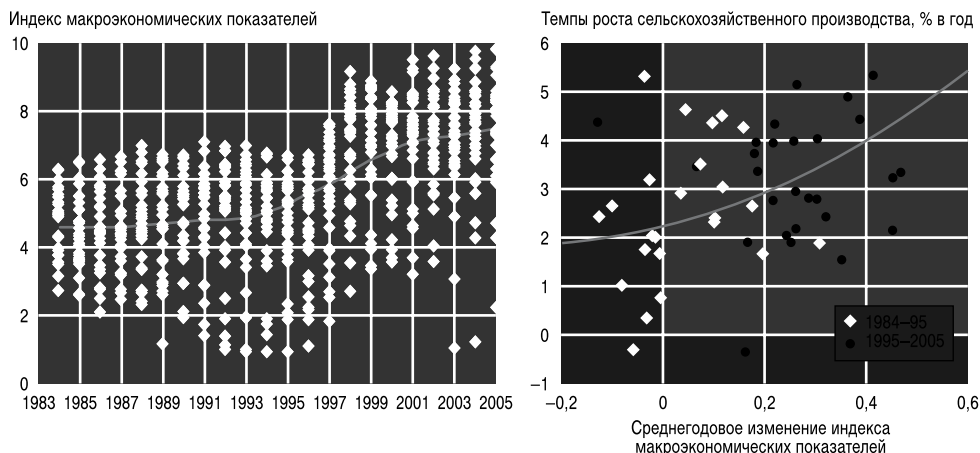 Индекс макроэкономических показателей
10
8
6
4
2
0
1983 1985 1987 1989 1991 1993 1995 1997 1999 2001 2003 2005
Темпы роста сельскохозяйственного производства, % в год
6
5
4
3
2
1
0
–1
–0,2 0 0,2 0,4 0,6
1984–95
1995–2005
Среднегодовое изменение индекса
макроэкономических показателей